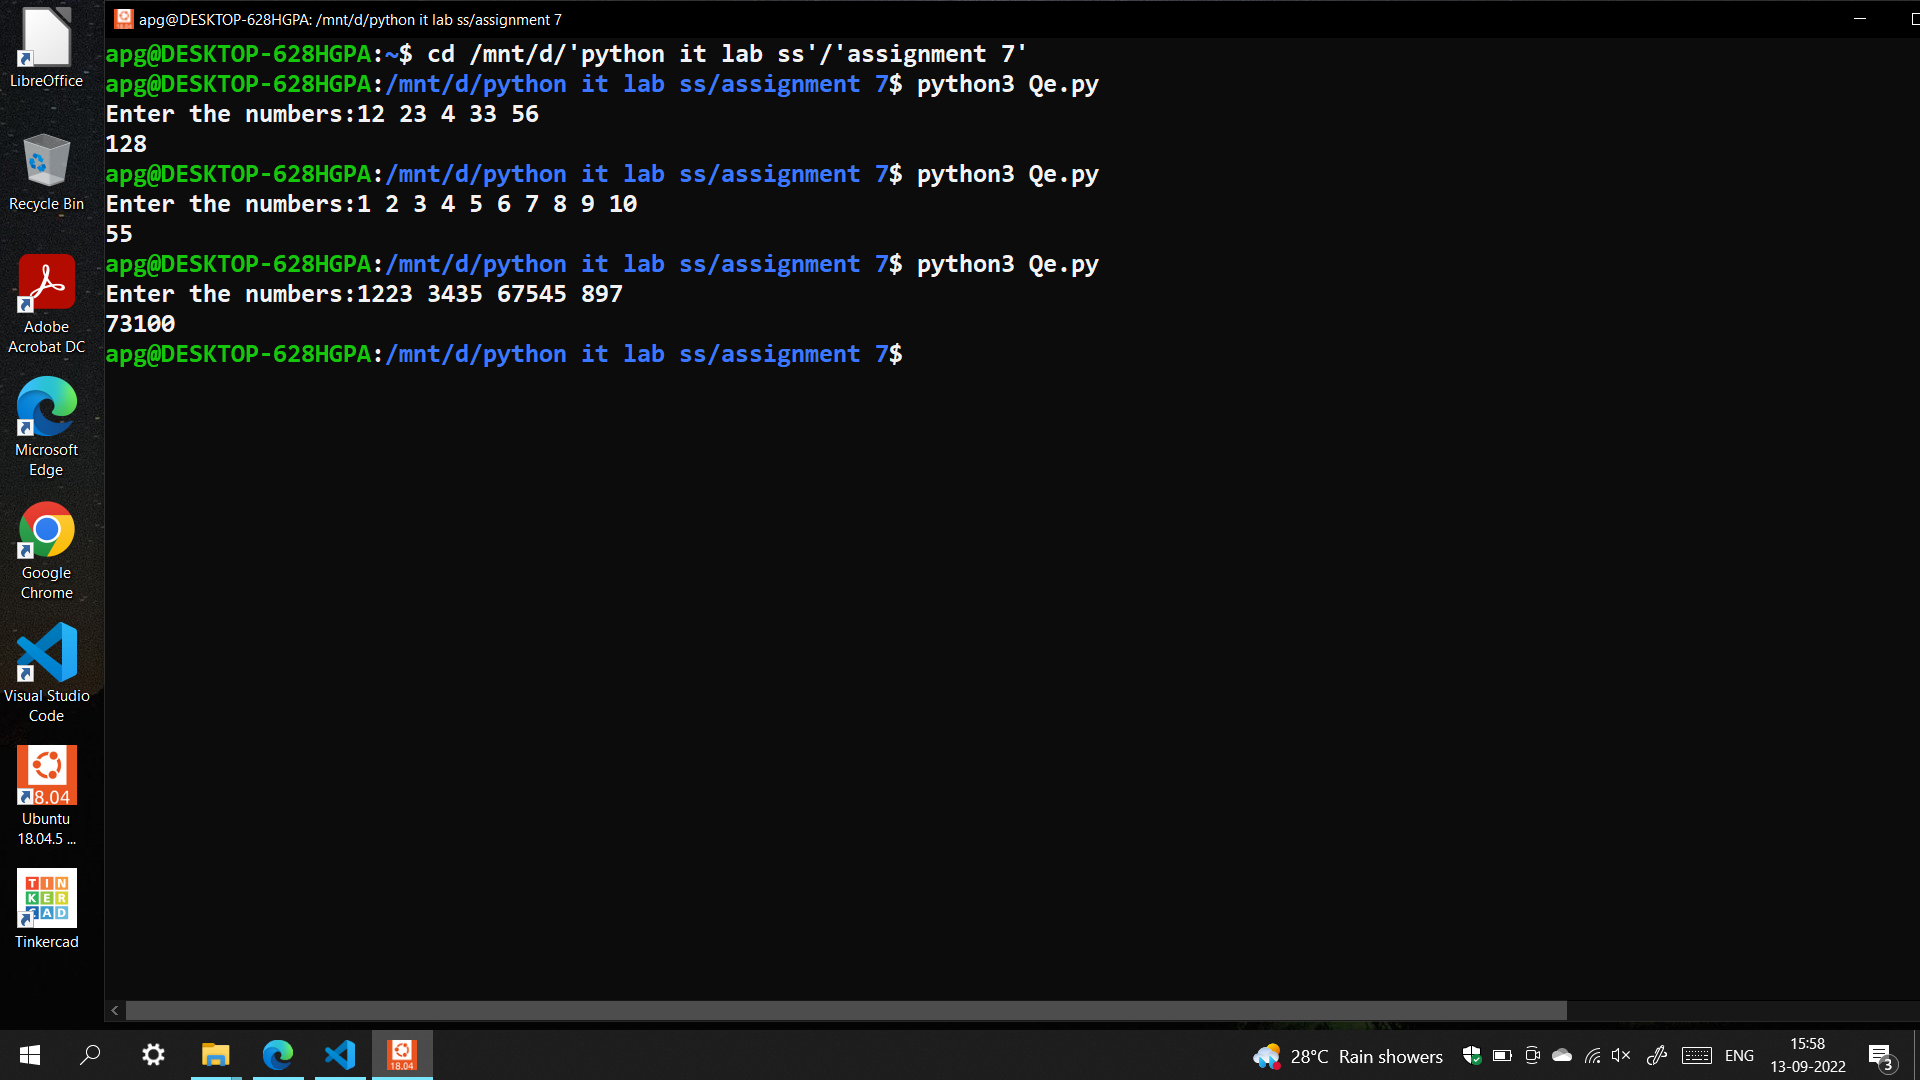 apg@DESKTOP-628HGPA: /mnt/d/python it lab ss/assignment 7
apg@DESKTOP-628HGPA:~$ cd /mnt/d/'python it lab ss'/'assignment 7'
apg@DESKTOP-628HGPA:/mnt/d/python it lab ss/assignment 7$ python3 Qe.py
Enter the numbers:12 23 4 33 56
128
apg@DESKTOP-628HGPA:/mnt/d/python it lab ss/assignment 7$ python3 Qe.py
Enter the numbers:1 2 3 4 5 6 7 8 9 10
55
apg@DESKTOP-628HGPA:/mnt/d/python it lab ss/assignment 7$ python3 Qe.py
Enter the numbers:1223 3435 67545 897
73100
apg@DESKTOP-628HGPA:/mnt/d/python it lab ss/assignment 7$
LibreOffice
Recycle Bin
Adobe
Acrobat DC
Microsoft
Edge
Google
Chrome
Visual Studio
Code
18.04
Ubuntu
18.04.5 ...
TINKERCAD
Tinkercad
18.04
28°C Rain showers
ENG
15:58
13-09-2022
3